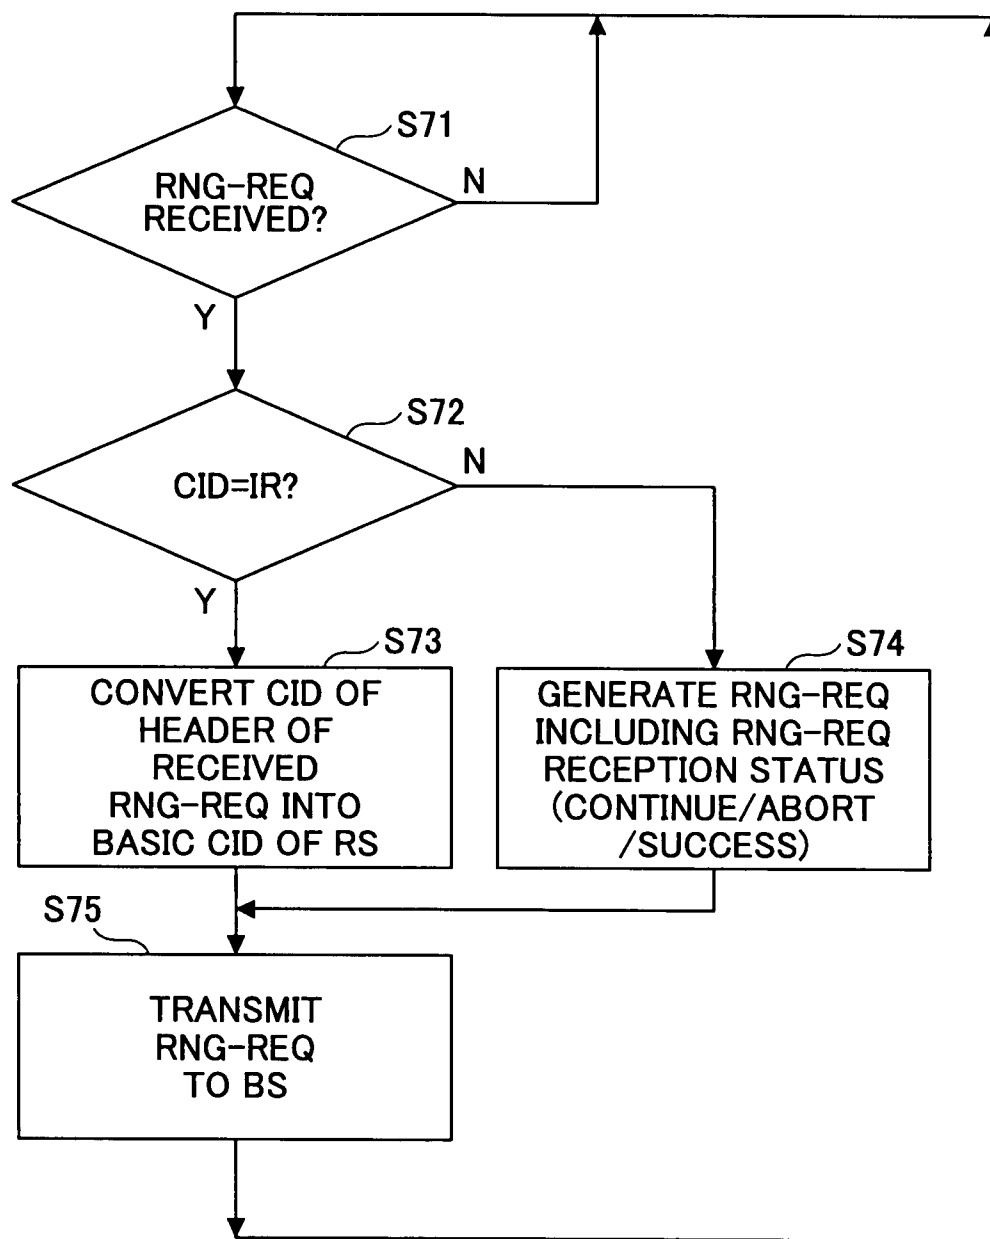 S71
RNG-REQ
RECEIVED?
N
Y
S72
CID=IR?
N
Y
S73
CONVERT CID OF
HEADER OF
RECEIVED
RNG-REQ INTO
BASIC CID OF RS
S74
GENERATE RNG-REQ
INCLUDING RNG-REQ
RECEPTION STATUS
(CONTINUE/ABORT
/SUCCESS)
S75
TRANSMIT
RNG-REQ
TO BS